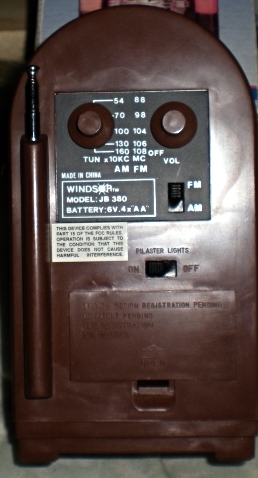 54 88
70 98
100 104
130 106
160 108 OFF
TUN x10KC MC VOL
AM FM
MADE IN CHINA
WINDSOR TM
MODEL: JB 380
BATTERY: 6V. 4x"AA"
FM
AM
THIS DEVICE COMPLIES WITH
PART 15 OF THE FCC RULES.
OPERATION IS SUBJECT TO
THE CONDITION THAT THIS
DEVICE DOES NOT CAUSE
HARMFUL INTERFERENCE.
PILASTER LIGHTS
ON OFF
REGISTRATION PENDING
PENDING